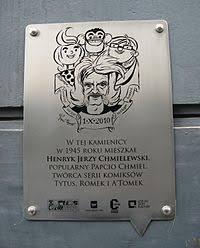 1·X·2010
W TEJ KAMIENICY
W 1945 ROKU MIESZKAŁ
HENRYK JERZY CHMIELEWSKI,
POPULARNY PAPCIO CHMIEL,
TWÓRCA SERII KOMIKSÓW
TYTUS, ROMEK I A'TOMEK